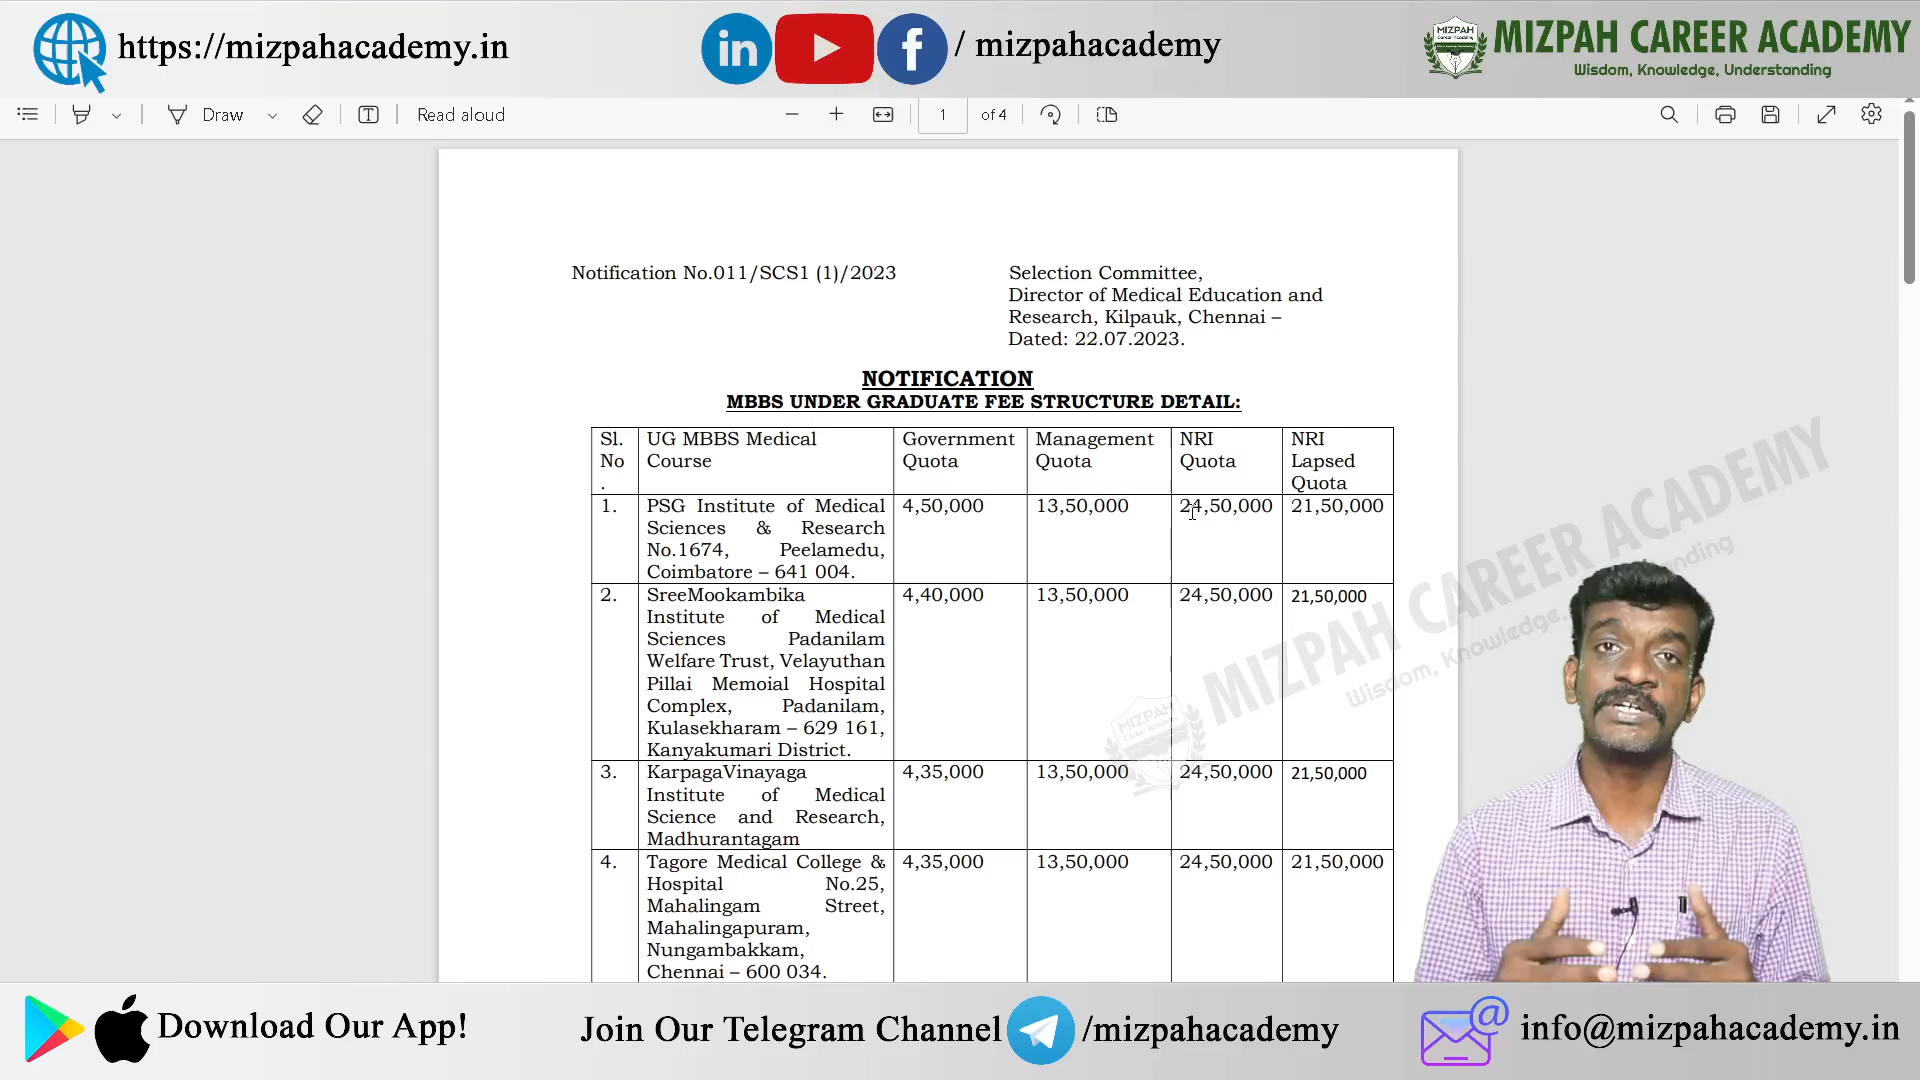 https://mizpahacademy.in
in
f
/ mizpahacademy
MIZPAH
MIZPAH CAREER ACADEMY
Wisdom, Knowledge, Understanding
Draw
T
Read aloud
1
of 4
Notification No.011/SCS1 (1)/2023
Selection Committee,
Director of Medical Education and
Research, Kilpauk, Chennai –
Dated: 22.07.2023.
NOTIFICATION
MBBS UNDER GRADUATE FEE STRUCTURE DETAIL:
Sl.
No
.
UG MBBS Medical
Course
Government
Quota
Management
Quota
NRI
Quota
NRI
Lapsed
Quota
1.
PSG Institute of Medical
Sciences & Research
No.1674, Peelamedu,
Coimbatore – 641 004.
4,50,000
13,50,000
24,50,000
21,50,000
2.
SreeMookambika
Institute of Medical
Sciences Padanilam
Welfare Trust, Velayuthan
Pillai Memoial Hospital
Complex, Padanilam,
Kulasekharam – 629 161,
Kanyakumari District.
4,40,000
13,50,000
24,50,000
21,50,000
3.
KarpagaVinayaga
Institute of Medical
Science and Research,
Madhurantagam
4,35,000
13,50,000
24,50,000
21,50,000
4.
Tagore Medical College &
Hospital No.25,
Mahalingam Street,
Mahalingapuram,
Nungambakkam,
Chennai – 600 034.
4,35,000
13,50,000
24,50,000
21,50,000
MIZPAH
MIZPAH CAREER ACADEMY
Wisdom, Knowledge,
nding
Download Our App!
Join Our Telegram Channel
/mizpahacademy
@
info@mizpahacademy.in